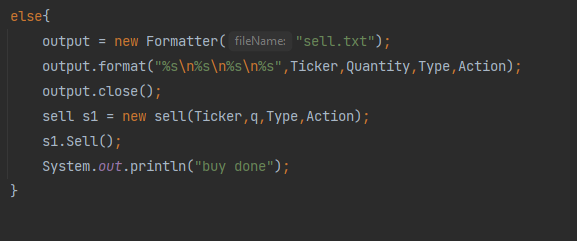 else{
output = new Formatter( fileName: "sell.txt");
output.format("%s\n%s\n%s\n%s",Ticker,Quantity,Type,Action);
output.close();
sell s1 = new sell(Ticker,q,Type,Action);
s1.Sell();
System.out.println("buy done");
}